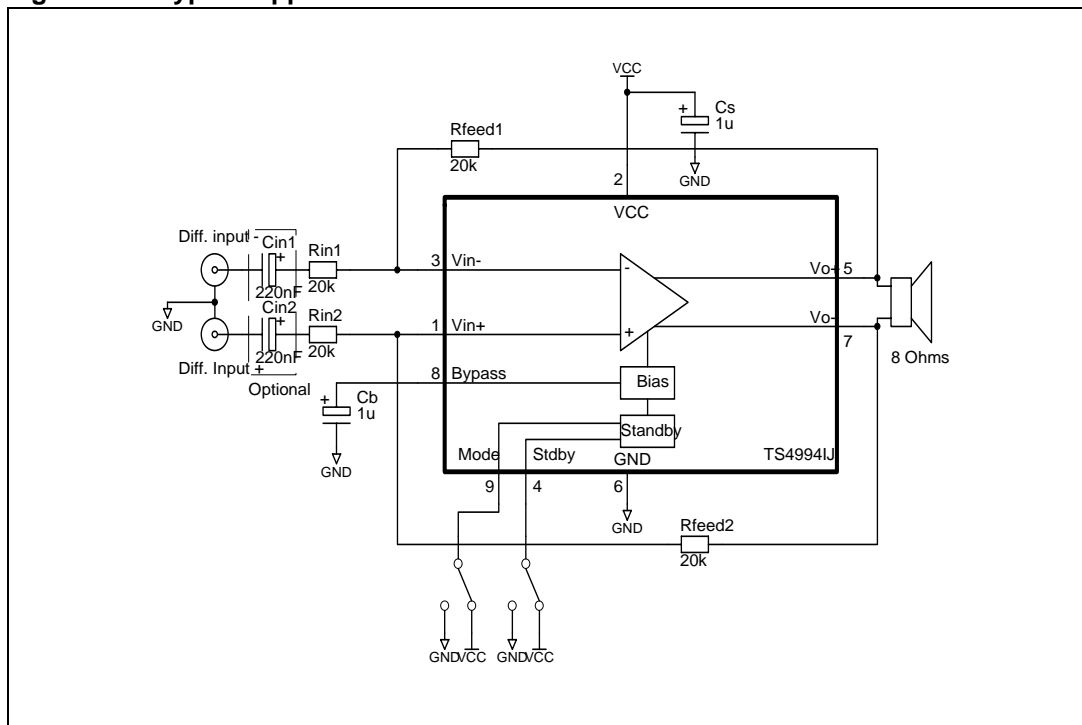 VCC
+
Cs
1u
GND
Rfeed1
20k
2
VCC
Diff. input -
Cin1
+
220nF
Rin1
20k
3
Vin-
-
Vo+
5
GND
Cin2
+
220nF
Rin2
20k
1
Vin+
+
Vo-
7
8 Ohms
Diff. Input +
Optional
8
Bypass
Bias
+
Cb
1u
GND
Standby
Mode
Stdby
GND
TS4994IJ
9
4
6
GND
Rfeed2
20k
GND
VCC
GND
VCC